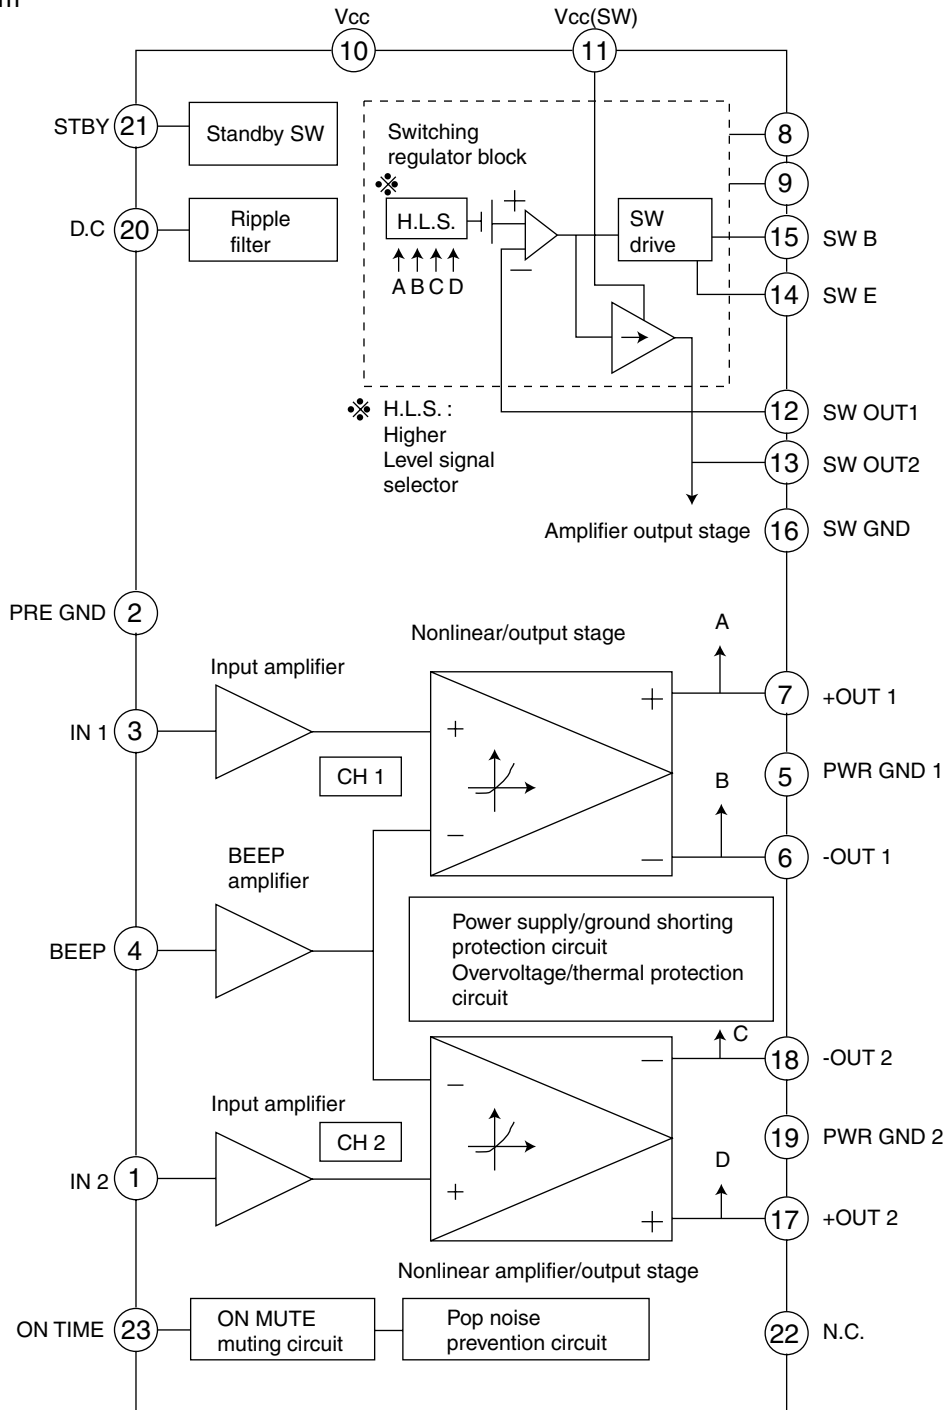 m
Vcc
Vcc(SW)
10
11
STBY
21
Standby SW
Switching
regulator block
8
9
※
H.L.S.
+
−
SW
drive
15
SW B
D.C
20
Ripple
filter
A B C D
14
SW E
※
H.L.S. :
Higher
Level signal
selector
12
SW OUT1
13
SW OUT2
Amplifier output stage
16
SW GND
PRE GND
2
Nonlinear/output stage
A
Input amplifier
7
+OUT 1
+
IN 1
3
+
CH 1
5
PWR GND 1
B
−
−
6
-OUT 1
BEEP
amplifier
BEEP
4
Power supply/ground shorting
protection circuit
Overvoltage/thermal protection
circuit
C
−
18
-OUT 2
−
Input amplifier
CH 2
19
PWR GND 2
D
IN 2
1
+
+
17
+OUT 2
Nonlinear amplifier/output stage
ON TIME
23
ON MUTE
muting circuit
Pop noise
prevention circuit
22
N.C.